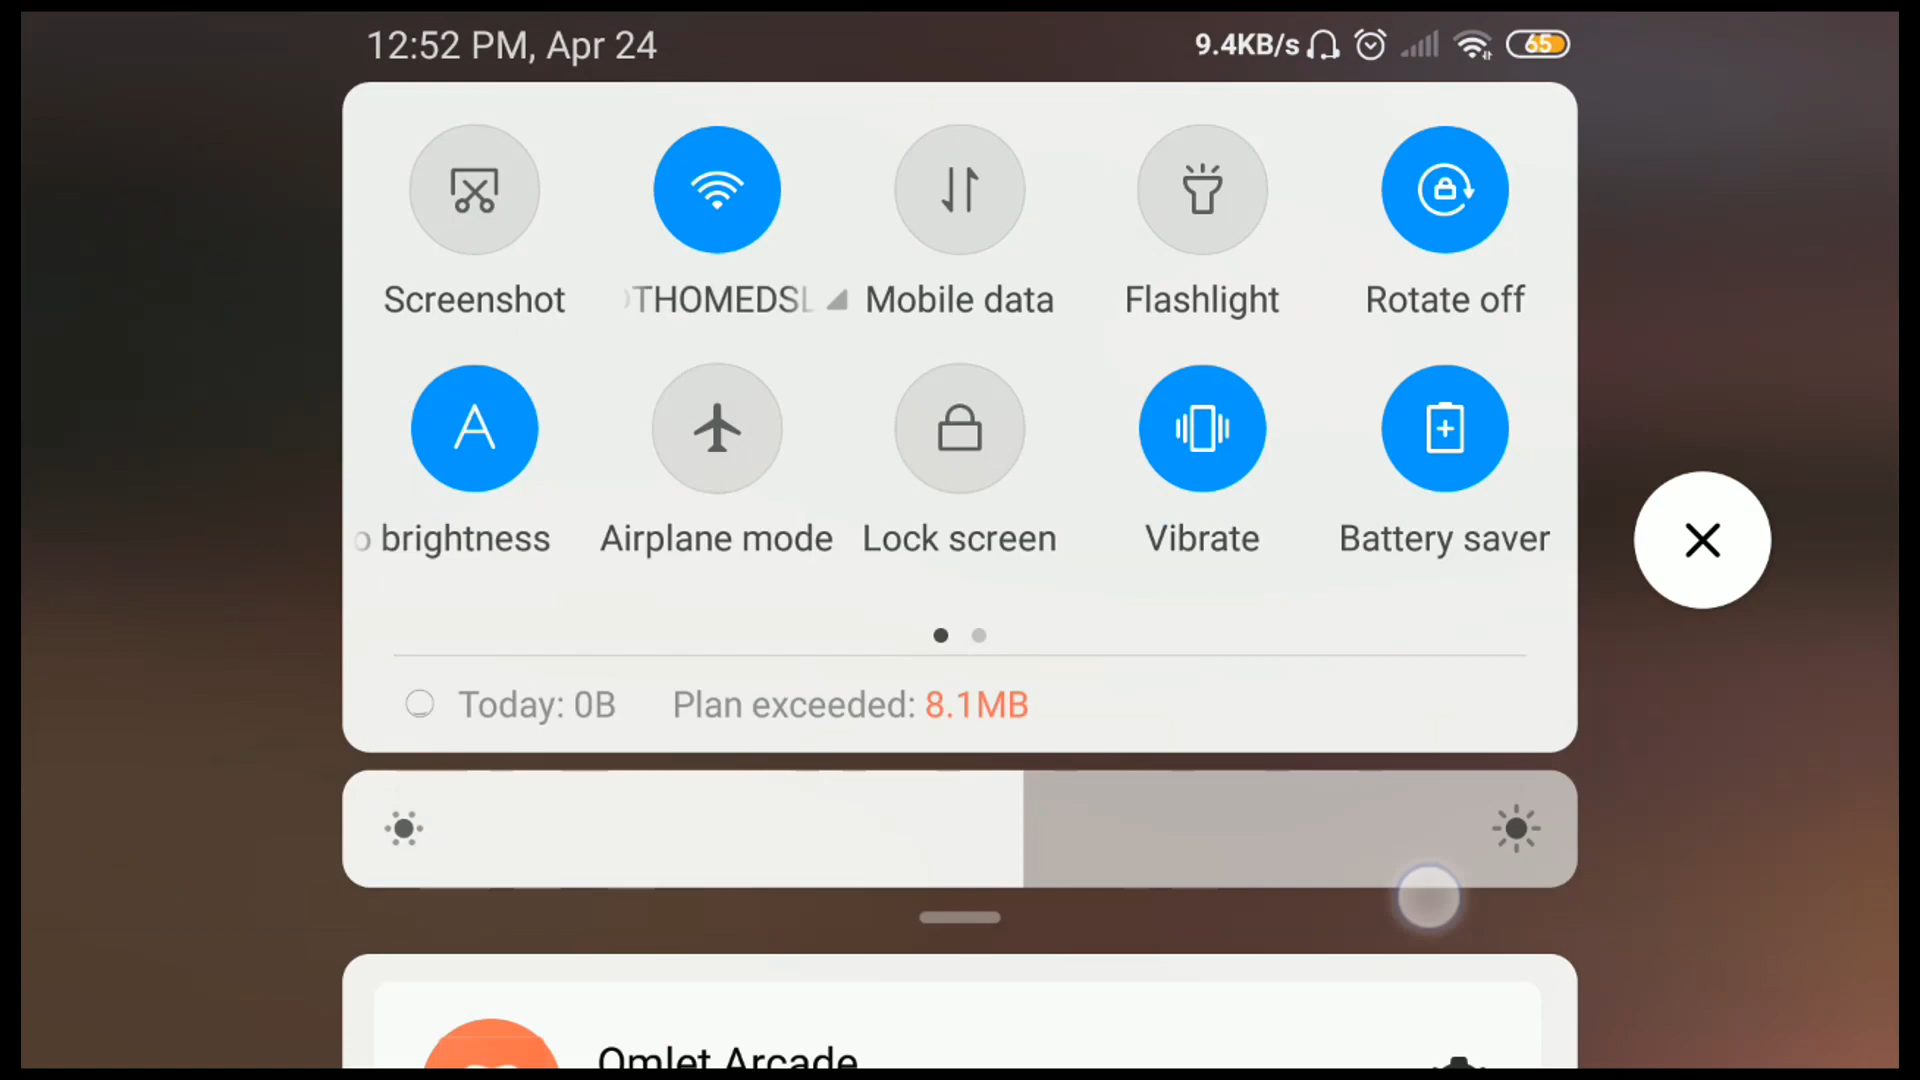 12:52 PM, Apr 24
9.4KB/s
65
Screenshot
THOMEDSL
Mobile data
Flashlight
Rotate off
A
o brightness
Airplane mode
Lock screen
Vibrate
Battery saver
Today: 0B
Plan exceeded: 8.1MB
Omlet Arcade